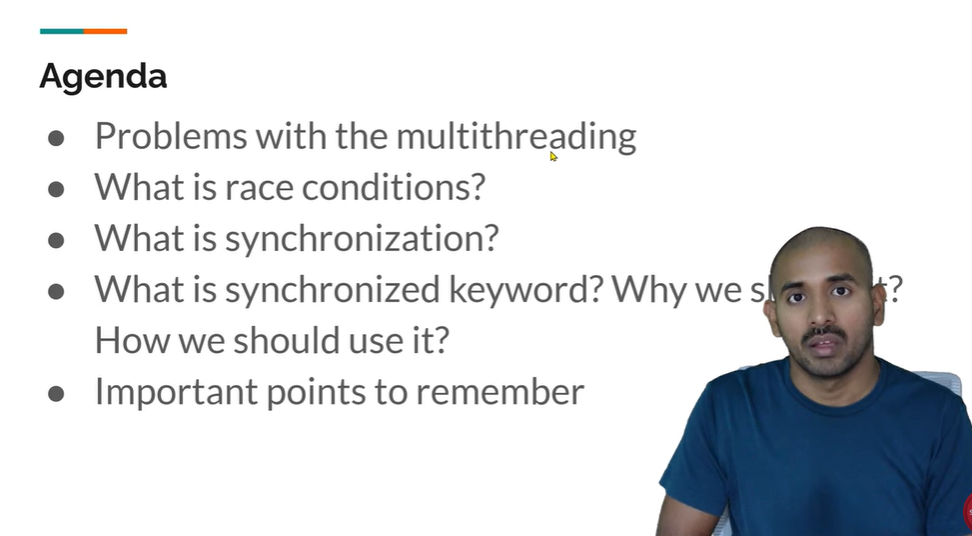 Agenda
● Problems with the multithreading
● What is race conditions?
● What is synchronization?
● What is synchronized keyword? Why we
How we should use it?
● Important points to remember